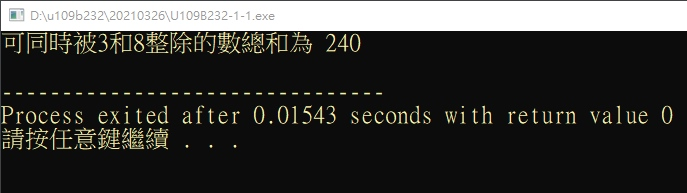 D:\u109b232\20210326\U109B232-1-1.exe
可同時被3和8整除的數總和為 240
--------------------------------
Process exited after 0.01543 seconds with return value 0
請按任意鍵繼續 . . .